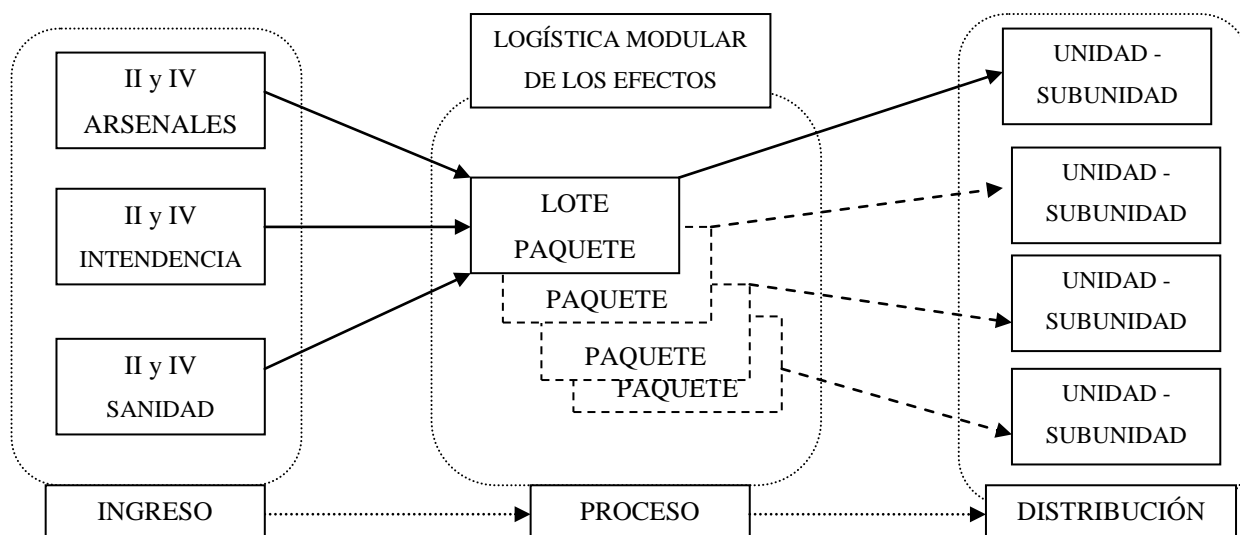 II y IV
ARSENALES
II y IV
INTENDENCIA
II y IV
SANIDAD
INGRESO
LOGÍSTICA MODULAR
DE LOS EFECTOS
LOTE
PAQUETE
PAQUETE
PAQUETE
PAQUETE
PROCESO
UNIDAD -
SUBUNIDAD
UNIDAD -
SUBUNIDAD
UNIDAD -
SUBUNIDAD
UNIDAD -
SUBUNIDAD
DISTRIBUCIÓN